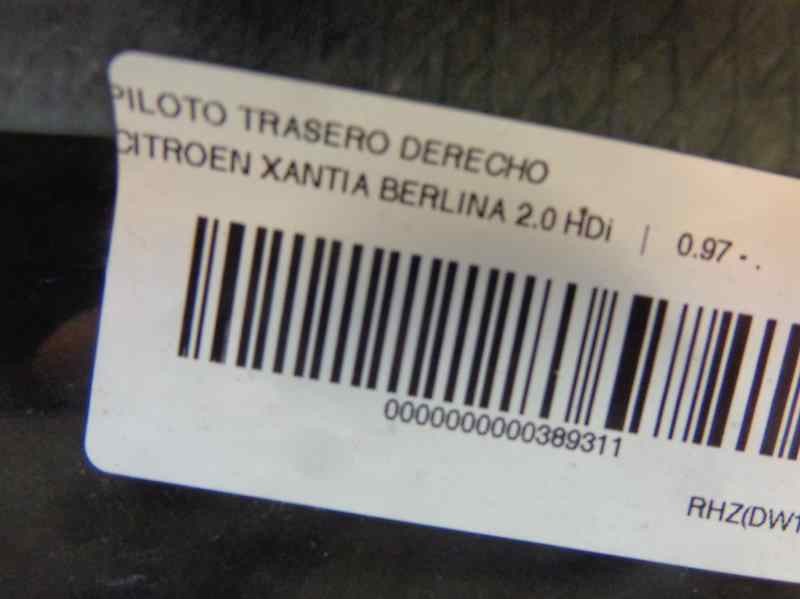 PILOTO TRASERO DERECHO
CITROEN XANTIA BERLINA 2.0 HDi | 0.97 - .
0000000000389311
RHZ(DW1